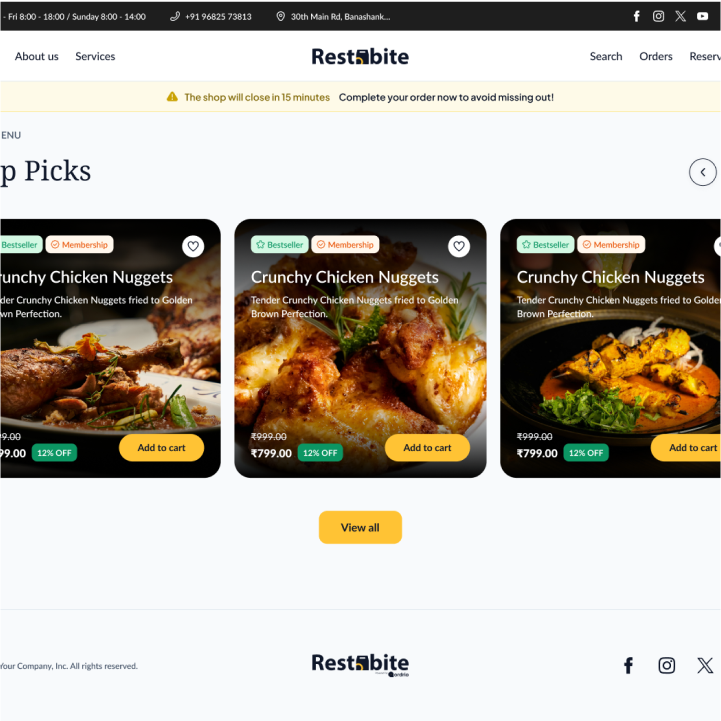 - Fri 8:00 - 18:00 / Sunday 8:00 - 14:00
+91 96825 73813
30th Main Rd, Banashank...
About us
Services
Restobite
Search
Orders
Reserv
The shop will close in 15 minutes
Complete your order now to avoid missing out!
ENU
p Picks
Bestseller
Membership
runchy Chicken Nuggets
der Crunchy Chicken Nuggets fried to Golden
wn Perfection.
99.00
99.00
12% OFF
Add to cart
Bestseller
Membership
Crunchy Chicken Nuggets
Tender Crunchy Chicken Nuggets fried to Golden
Brown Perfection.
₹999.00
₹799.00
12% OFF
Add to cart
Bestseller
Membership
Crunchy Chicken Nuggets
Tender Crunchy Chicken Nuggets fried to Golde
Brown Perfection.
₹999.00
₹799.00
12% OFF
Add to cart
View all
Your Company, Inc. All rights reserved.
Restobite